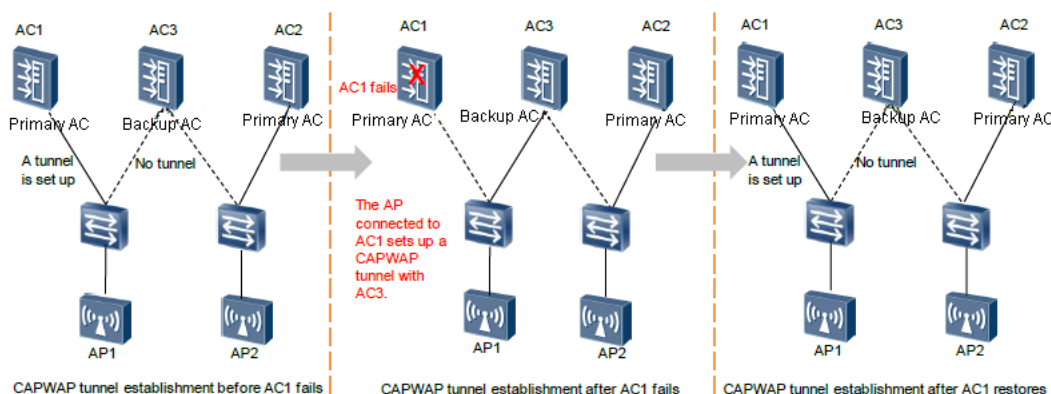 AC1
AC3
AC2
Primary AC
Backup AC
Primary AC
A tunnel
is set up
No tunnel
AP1
AP2
CAPWAP tunnel establishment before AC1 fails
AC1
AC3
AC2
X
AC1 fails
Primary AC
Backup AC
Primary AC
The AP
connected to
AC1 sets up a
CAPWAP
tunnel with
AC3.
AP1
AP2
CAPWAP tunnel establishment after AC1 fails
AC1
AC3
AC2
Primary AC
Backup AC
Primary AC
A tunnel
is set up
No tunnel
AP1
AP2
CAPWAP tunnel establishment after AC1 restores